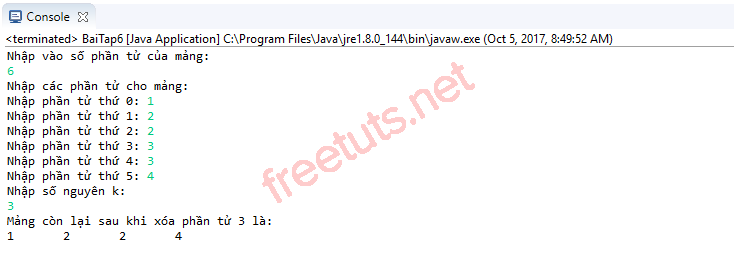 Console
<terminated> BaiTap6 [Java Application] C:\Program Files\Java\jre1.8.0_144\bin\javaw.exe (Oct 5, 2017, 8:49:52 AM)
Nhập vào số phần tử của mảng:
6
Nhập các phần tử cho mảng:
Nhập phần tử thứ 0: 1
Nhập phần tử thứ 1: 2
Nhập phần tử thứ 2: 2
Nhập phần tử thứ 3: 3
Nhập phần tử thứ 4: 3
Nhập phần tử thứ 5: 4
Nhập số nguyên k:
3
Mảng còn lại sau khi xóa phần tử 3 là:
1 2 2 4
freetuts.net